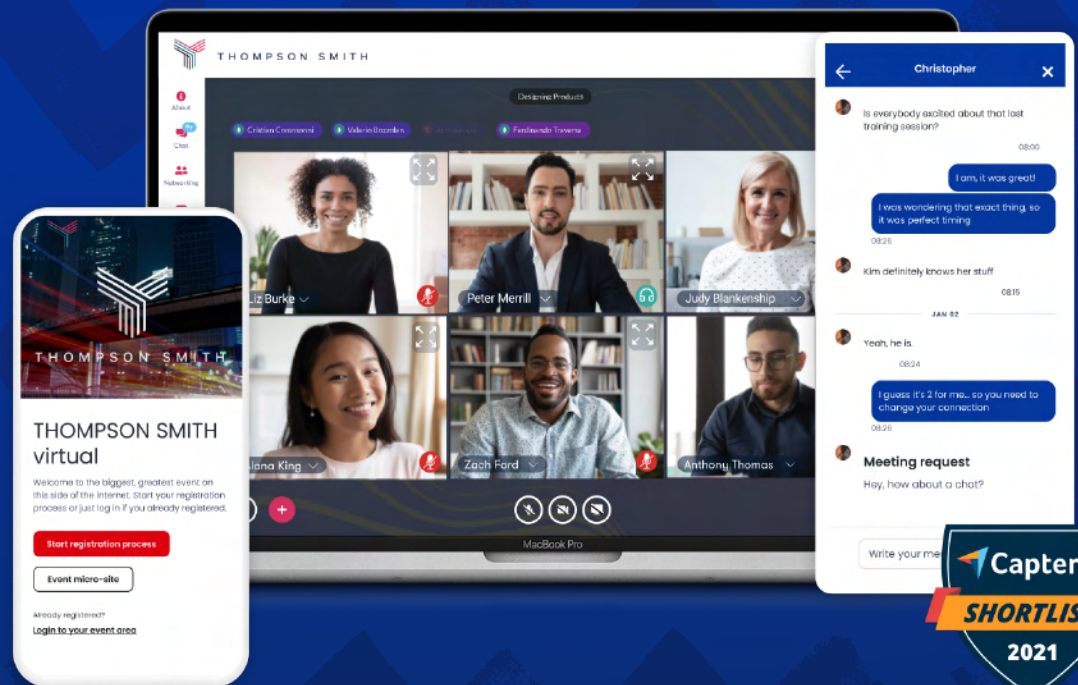 THOMPSON SMITH
About
Chat
Networking
Designing Products
Cristian Commanni
Valerio Brozolen
Ferdinando Traversa
Liz Burke
Peter Merrill
Judy Blankenship
Alana King
Zach Ford
Anthony Thomas
MacBook Pro
THOMPSON SMITH
THOMPSON SMITH
virtual
Welcome to the biggest, greatest event on
this side of the internet. Start your registration
process or just log in if you already registered.
Start registration process
Event micro-site
Already registered?
Login to your event area
Christopher
Is everybody excited about that last
training session?
08:00
I am, it was great!
I was wondering that exact thing, so
it was perfect timing
08:26
Kim definitely knows her stuff
08:15
JAN 02
Yeah, he is.
08:24
I guess it's 2 for me... so you need to
change your connection
08:26
Meeting request
Hey, how about a chat?
Write your me
Capter
SHORTLIS
2021